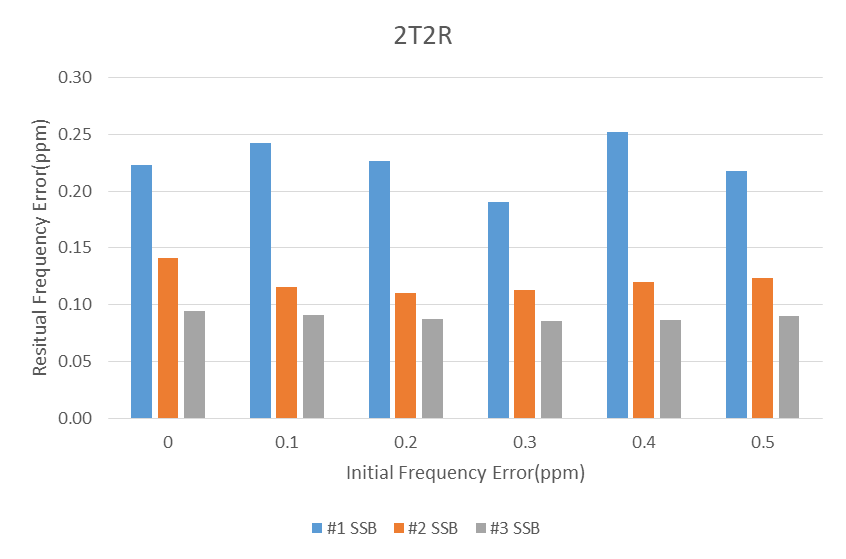 2T2R
Resitual Frequency Error(ppm)
0.30
0.25
0.20
0.15
0.10
0.05
0.00
0 0.1 0.2 0.3 0.4 0.5
Initial Frequency Error(ppm)
#1 SSB #2 SSB #3 SSB